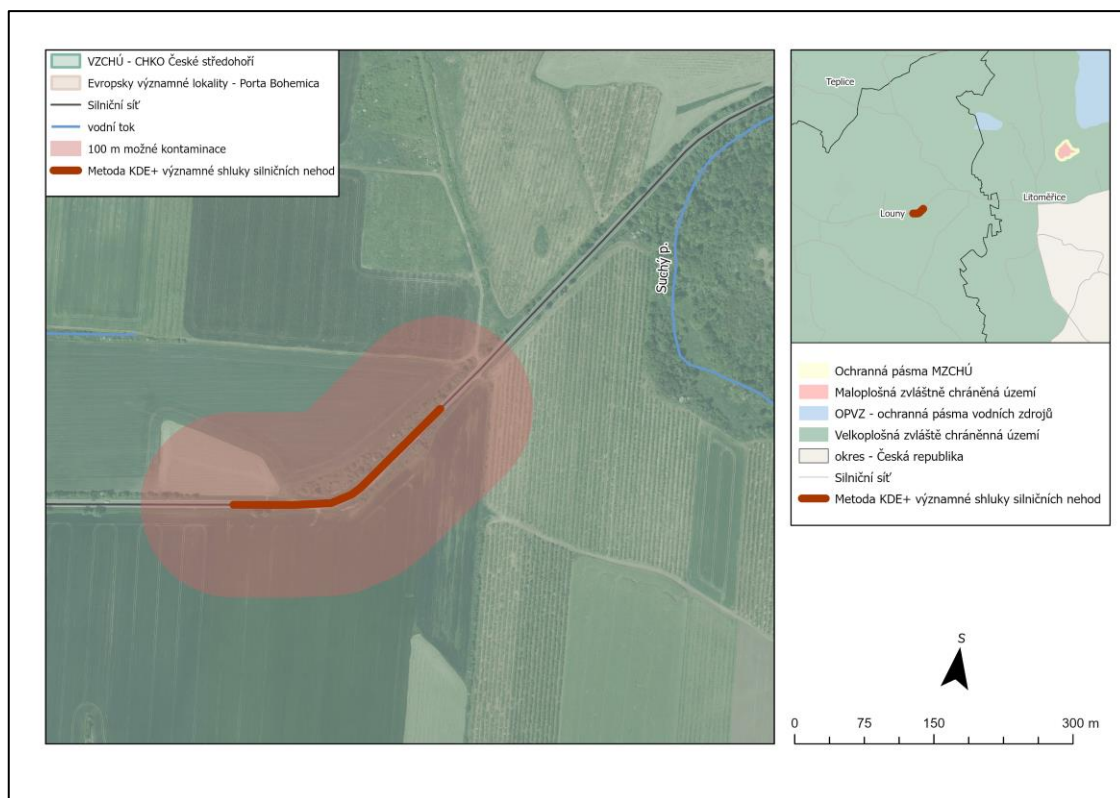 VZCHÚ - CHKO České středohoří
Evropsky významné lokality - Porta Bohemica
Silniční síť
vodní tok
100 m možné kontaminace
Metoda KDE+ významné shluky silničních nehod
Suchý p.
Teplice
Litoměřice
Louny
Ochranná pásma MZCHÚ
Maloplošná zvláštně chráněná území
OPVZ - ochranná pásma vodních zdrojů
Velkoplošná zvláště chráněnná území
okres - Česká republika
Silniční síť
Metoda KDE+ významné shluky silničních nehod
S
0 75 150 300 m